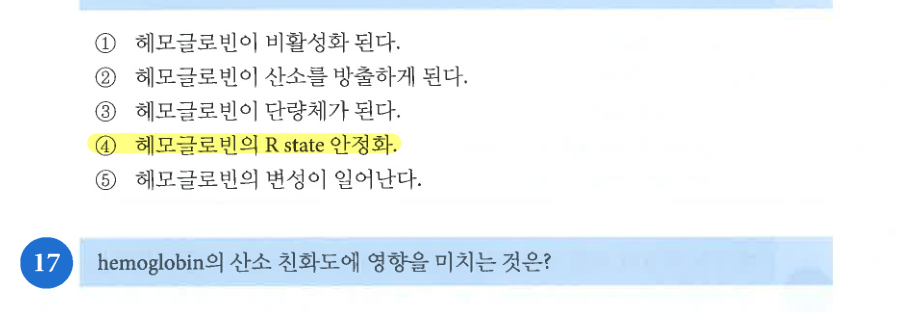 ① 헤모글로빈이 비활성화 된다.
② 헤모글로빈이 산소를 방출하게 된다.
③ 헤모글로빈이 단량체가 된다.
④ 헤모글로빈의 R state 안정화.
⑤ 헤모글로빈의 변성이 일어난다.
17 hemoglobin의 산소 친화도에 영향을 미치는 것은?